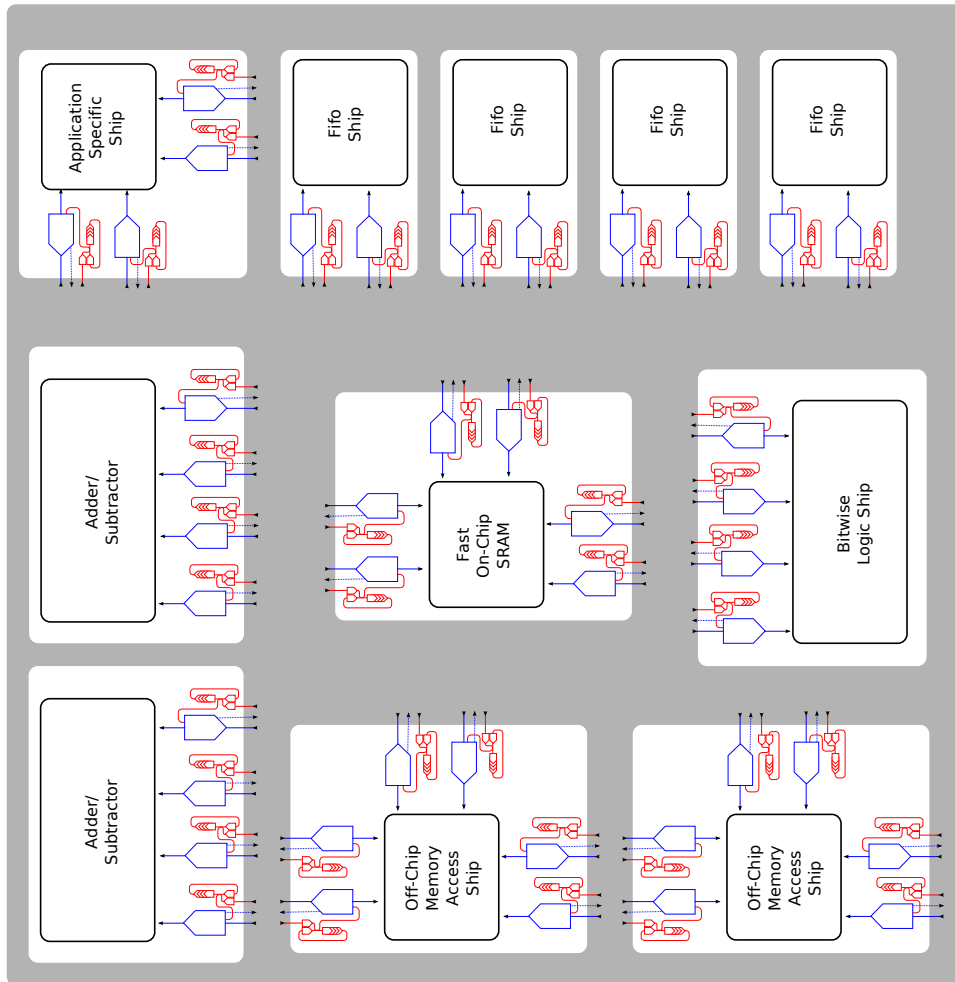 Application
Specific
Ship
Fifo
Ship
Fifo
Ship
Fifo
Ship
Fifo
Ship
Adder/
Subtractor
Fast
On-Chip
SRAM
Bitwise
Logic Ship
Adder/
Subtractor
Off-Chip
Memory
Access
Ship
Off-Chip
Memory
Access
Ship